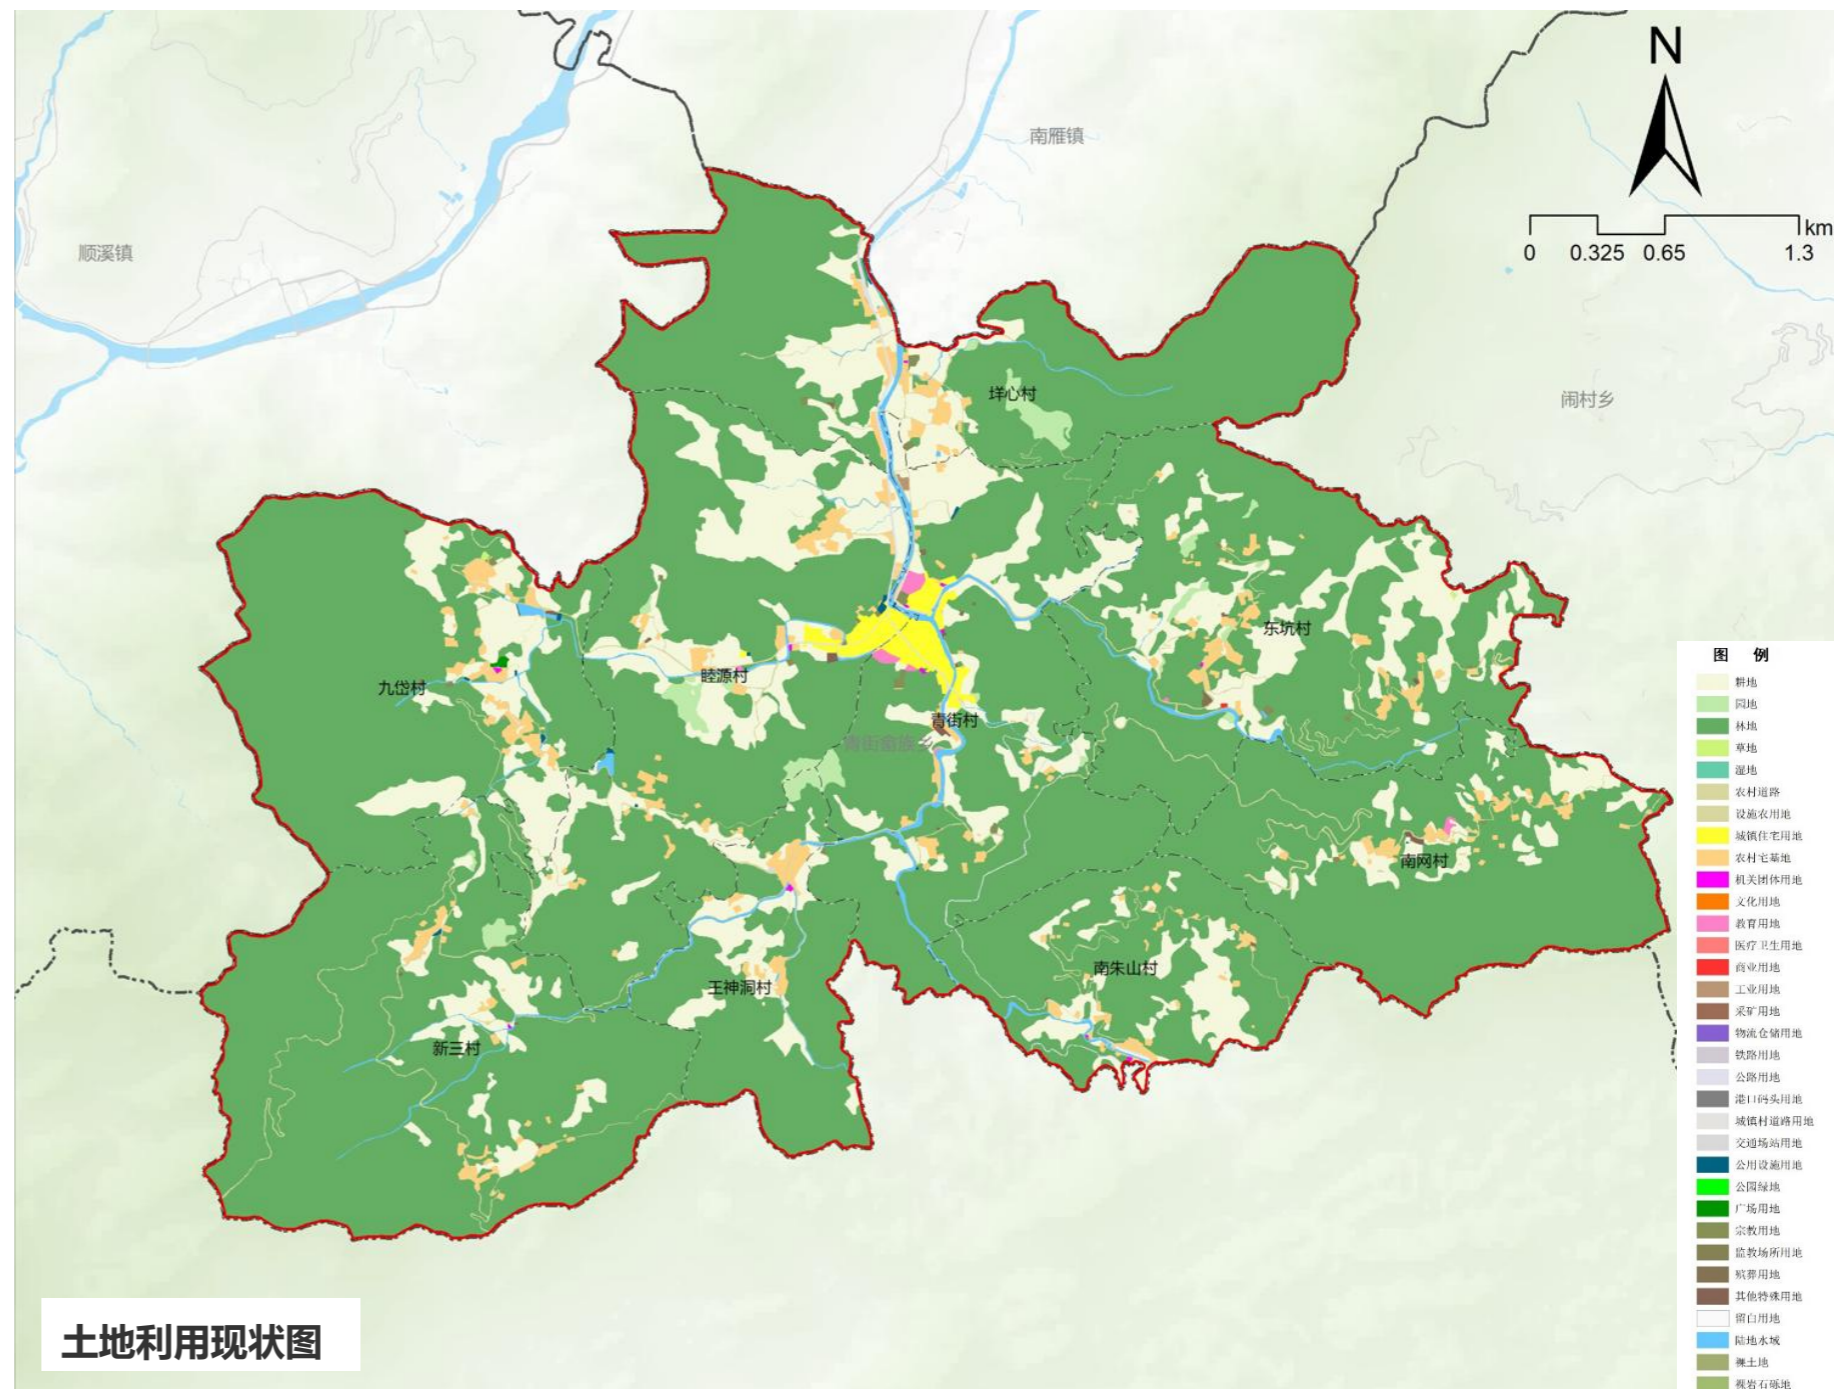 N
km
0 0.325 0.65 1.3
南雁镇
顺溪镇
闹村乡
垟心村
东坑村
睦源村
九岱村
青街村
青街畲族乡
南网村
南朱山村
王神洞村
新三村
图 例
耕地
园地
林地
草地
湿地
农村道路
设施农用地
城镇住宅用地
农村宅基地
机关团体用地
文化用地
教育用地
医疗卫生用地
商业用地
工业用地
采矿用地
物流仓储用地
铁路用地
公路用地
港口码头用地
城镇村道路用地
交通场站用地
公用设施用地
公园绿地
广场用地
宗教用地
监教场所用地
殡葬用地
其他特殊用地
留白用地
陆地水域
裸土地
裸岩石砾地
土地利用现状图